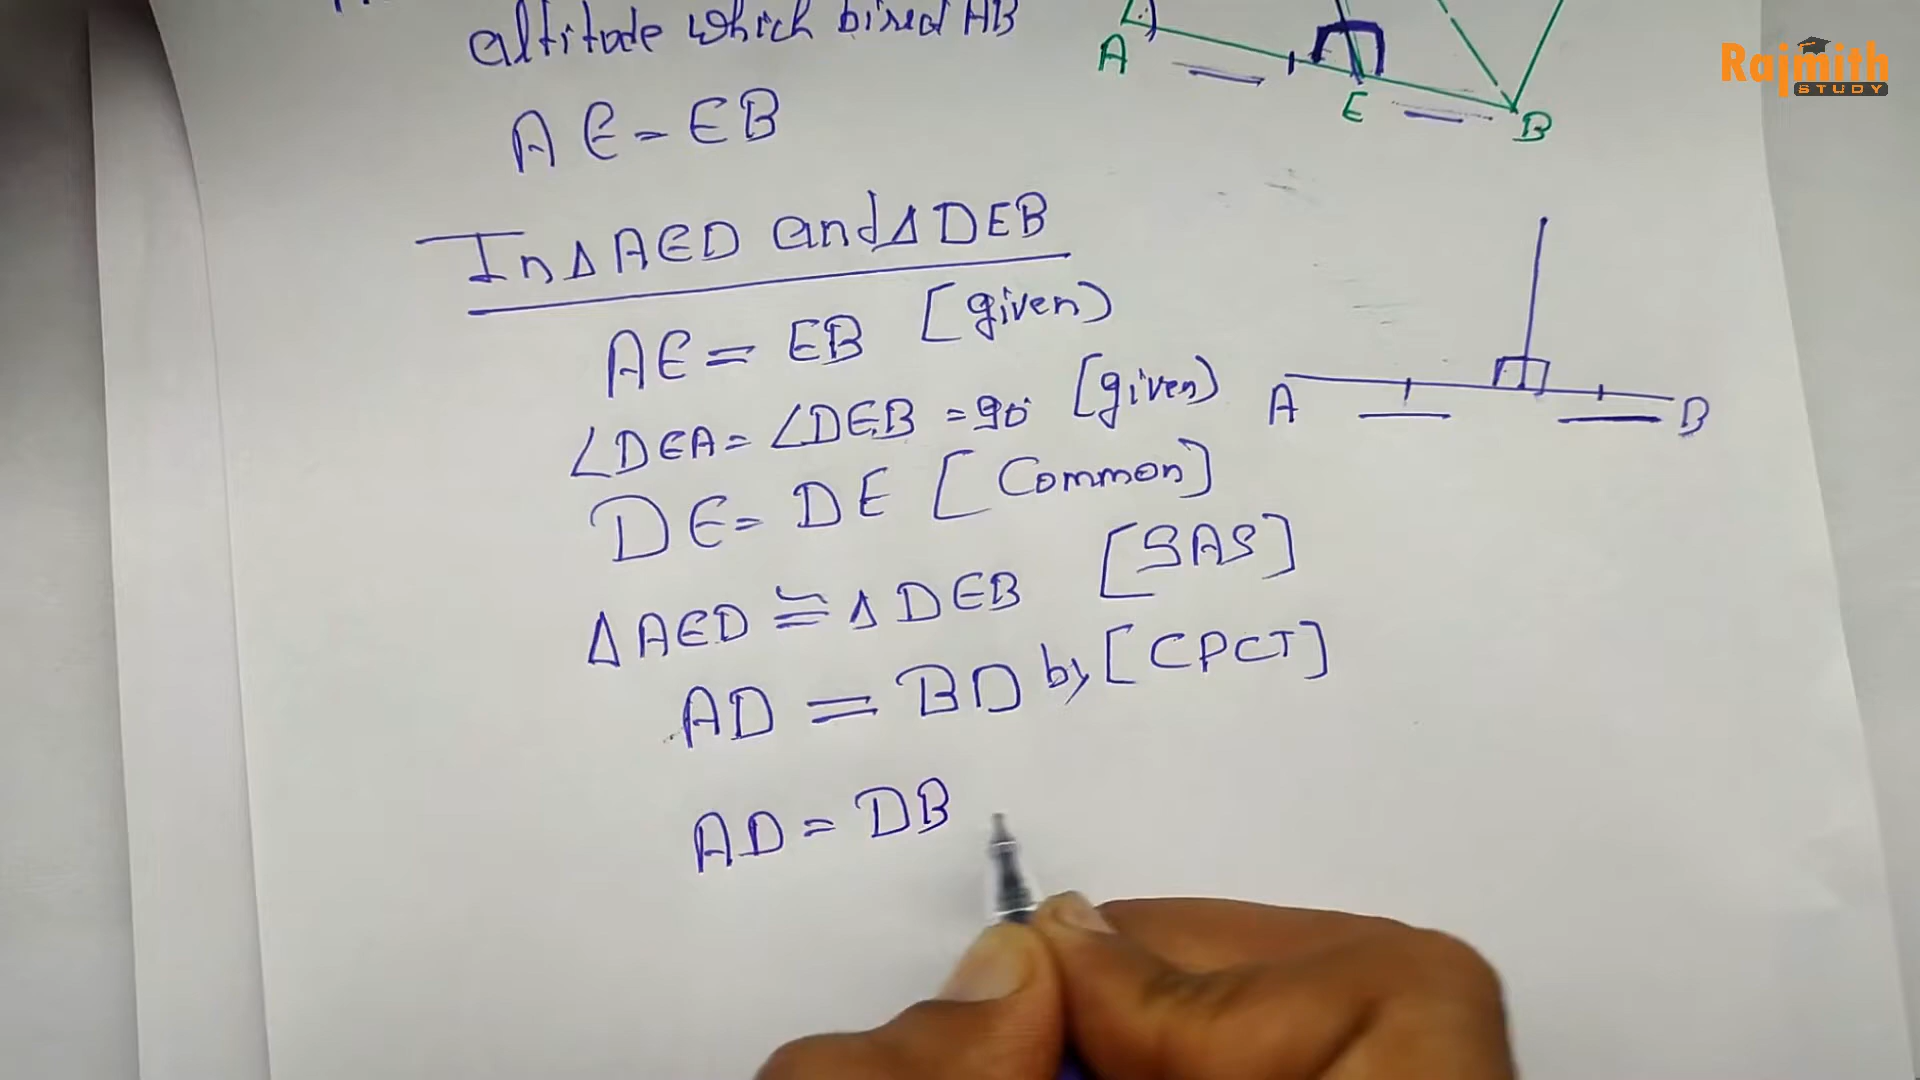 altitude which bisect AB
AE = EB
In Δ AED and Δ DEB
AE = EB [given)
∠DEA = ∠DEB = 90° [given)
DE = DE [Common]
Δ AED ≅ Δ DEB [SAS]
AD = BD by [CPCT]
AD = DB
A
E
B
A
B
Rajmith
STUDY